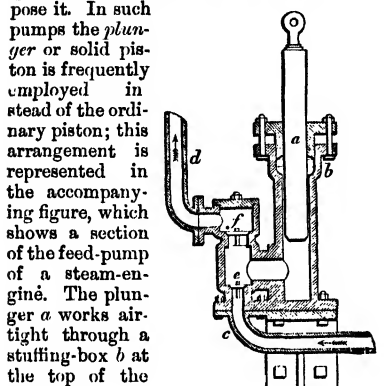 pose it. In such
pumps the plun-
ger or solid pis-
ton is frequently
employed in
stead of the ordi-
nary piston; this
arrangement is
represented in
the accompany-
ing figure, which
shows a section
of the feed-pump
of a steam-en-
gine. The plun-
ger a works air-
tight through a
stuffing-box b at
the top of the
a
b
d
f
e
c